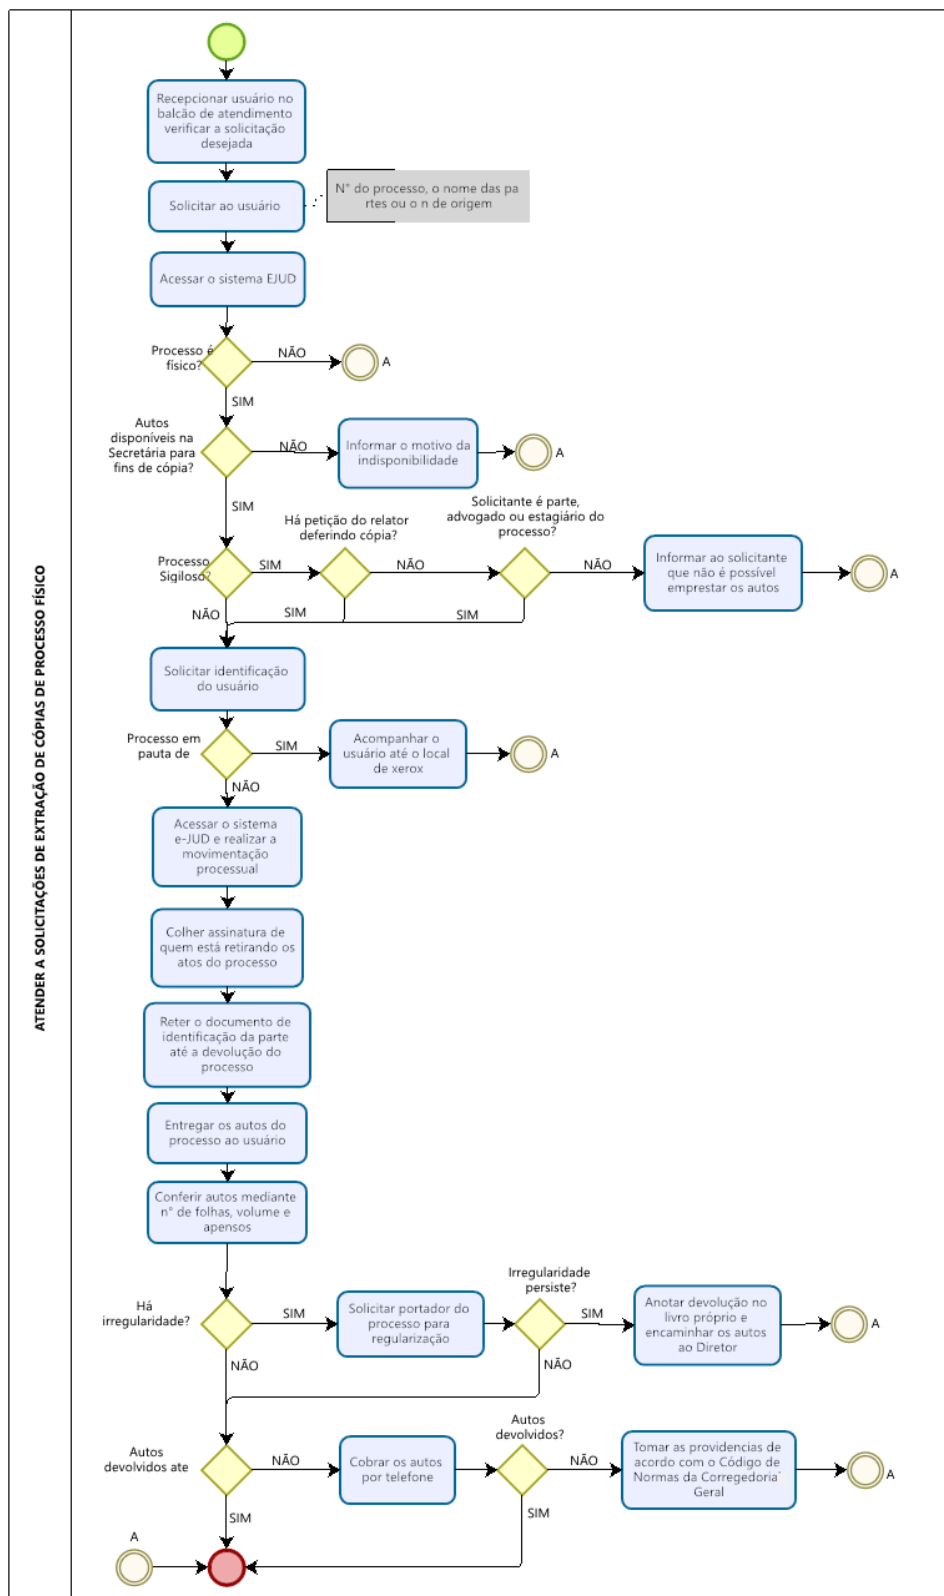 ATENDER A SOLICITAÇÕES DE EXTRAÇÃO DE CÓPIAS DE PROCESSO FÍSICO
Recepcionar usuário no
balcão de atendimento
verificar a solicitação
desejada
Solicitar ao usuário
N° do processo, o nome das pa
rtes ou o n de origem
Acessar o sistema EJUD
Processo é
físico?
NÃO
A
SIM
Autos
disponíveis na
Secretária para
fins de cópia?
NÃO
Informar o motivo da
indisponibilidade
A
SIM
Processo
Sigiloso?
SIM
Há petição do relator
deferindo cópia?
NÃO
Solicitante é parte,
advogado ou estagiário do
processo?
NÃO
Informar ao solicitante
que não é possível
emprestar os autos
A
NÃO
SIM
SIM
Solicitar identificação
do usuário
Processo em
pauta de
SIM
Acompanhar o
usuário até o local
de xerox
A
NÃO
Acessar o sistema
e-JUD e realizar a
movimentação
processual
Colher assinatura de
quem está retirando os
atos do processo
Reter o documento de
identificação da parte
até a devolução do
processo
Entregar os autos do
processo ao usuário
Conferir autos mediante
n° de folhas, volume e
apensos
Há
irregularidade?
SIM
Solicitar portador do
processo para
regularização
Irregularidade
persiste?
SIM
Anotar devolução no
livro próprio e
encaminhar os autos
ao Diretor
A
NÃO
NÃO
Autos
devolvidos ate
NÃO
Cobrar os autos
por telefone
Autos
devolvidos?
NÃO
Tomar as providencias de
acordo com o Código de
Normas da Corregedoria`
Geral
A
SIM
SIM
A